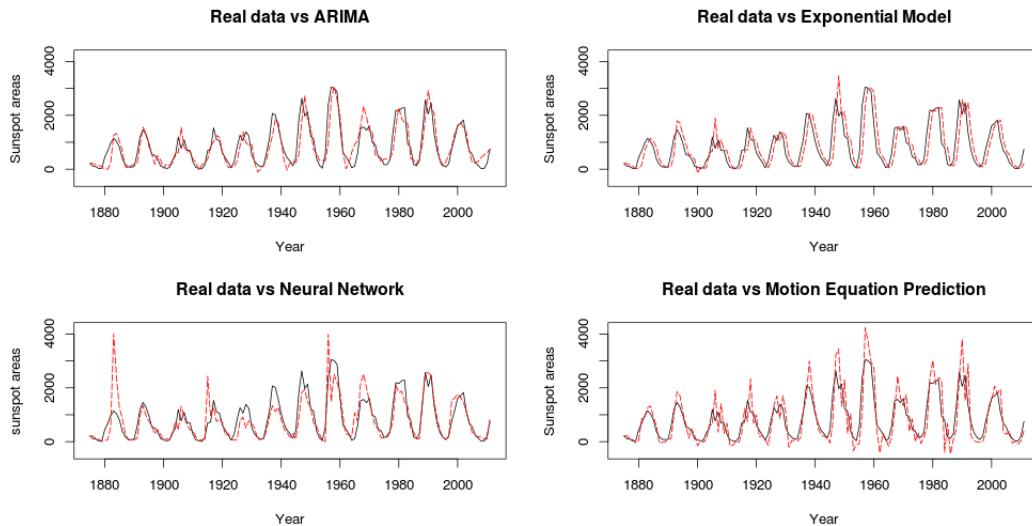 Real data vs ARIMA
Sunspot areas
4000
2000
0
1880 1900 1920 1940 1960 1980 2000
Year
Real data vs Exponential Model
Sunspot areas
4000
2000
0
1880 1900 1920 1940 1960 1980 2000
Year
Real data vs Neural Network
sunspot areas
4000
2000
0
1880 1900 1920 1940 1960 1980 2000
Year
Real data vs Motion Equation Prediction
Sunspot areas
4000
2000
0
1880 1900 1920 1940 1960 1980 2000
Year